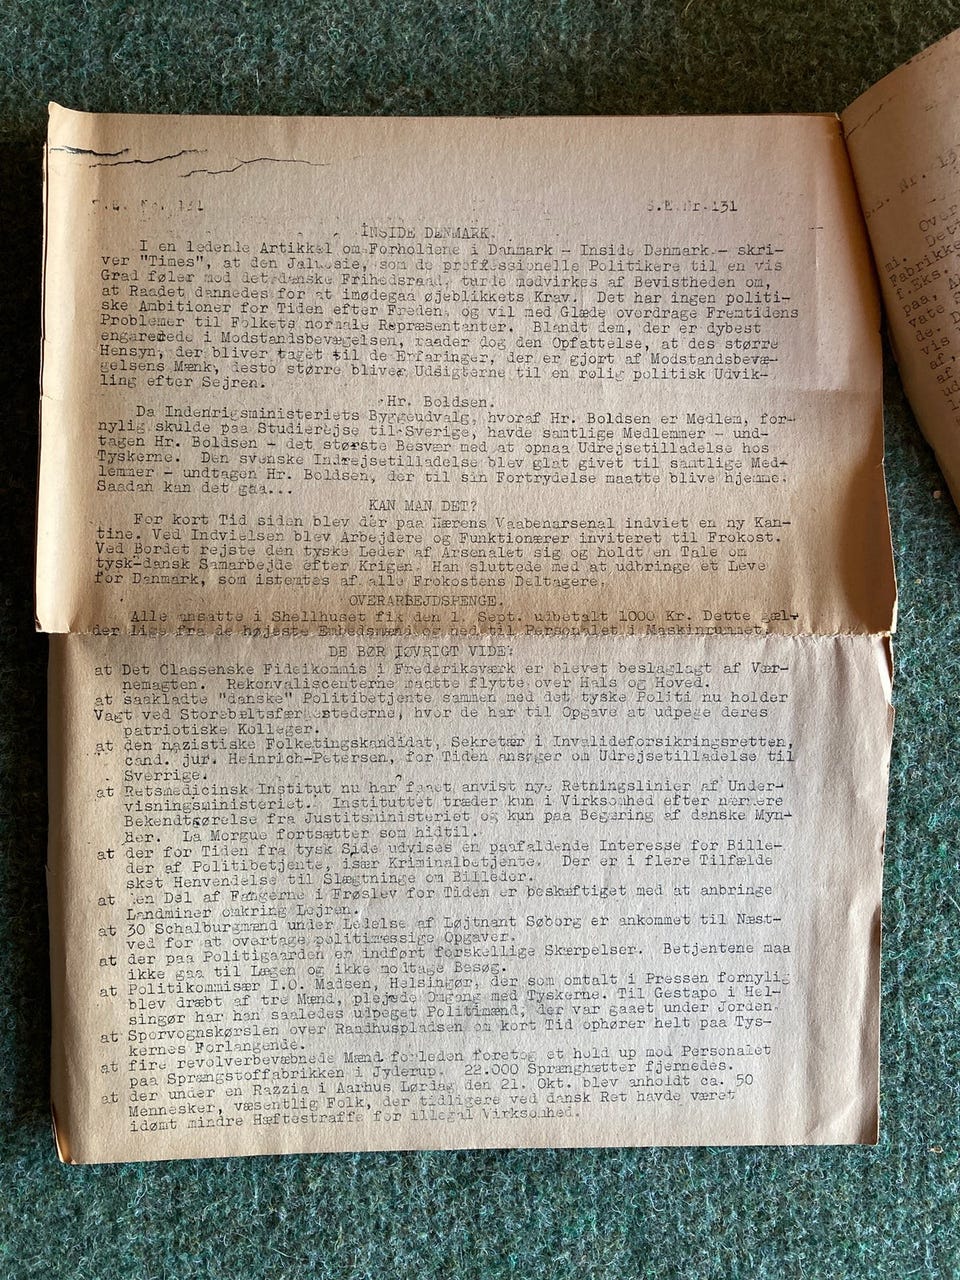 S.E. Nr. 131
S.E. Nr. 131
INSIDE DENMARK.
I en ledende Artikkel om Forholdene i Danmark - Inside Denmark - skri-
ver "Times", at den Jalousie, som de proffessionelle Politikere til en vis
Grad føler mod det danske Frihedsraad, turde modvirkes af Bevistheden om,
at Raadet dannedes for at imødegaa øjeblikkets Krav. Det har ingen politi-
ske Ambitioner for Tiden efter Freden, og vil med Glæde overdrage Fremtidens
Problemer til Folkets normale Repræsentanter. Blandt dem, der er dybest
engagerede i Modstandsbevægelsen, raader dog den Opfattelse, at des større
Hensyn, der bliver taget til de Erfaringer, der er gjort af Modstandsbevæ-
gelsens Mænd, desto større bliver Udsigterne til en rolig politisk Udvik-
ling efter Sejren.
Hr. Boldsen.
Da Indenrigsministeriets Byggeudvalg, hvoraf Hr. Boldsen er Medlem, for-
nylig skulde paa Studierejse til Sverige, havde samtlige Medlemmer - und-
tagen Hr. Boldsen - det største Besvær med at opnaa Udrejsetilladelse hos
Tyskerne. Den svenske Indrejsetilladelse blev glat givet til samtlige Med-
lemmer - undtagen Hr. Boldsen, der til sin Fortrydelse maatte blive hjemme.
Saadan kan det gaa...
KAN MAN DET?
For kort Tid siden blev der paa Hærens Vaabenarsenal indviet en ny Kan-
tine. Ved Indvielsen blev Arbejdere og Funktionærer inviteret til Frokost.
Ved Bordet rejste den tyske Leder af Arsenalet sig og holdt en Tale om
tysk-dansk Samarbejde efter Krigen. Han sluttede med at udbringe et Leve
for Danmark, som istemtes af alle Frokostens Deltagere.
OVERARBEJDSPENGE.
Alle ansatte i Shellhuset fik den 1. Sept. udbetalt 1000 Kr. Dette gæl-
der lige fra de højeste Embedsmænd og ned til Personalet i Maskinrummet.
DE BØR IØVRIGT VIDE:
at Det Classenske Fideikommis i Frederiksværk er blevet beslaglagt af Vær-
nemagten. Rekonvaliscenterne maatte flytte over Hals og Hoved.
at saakladte "danske" Politibetjente sammen med det tyske Politi nu holder
Vagt ved Storebæltsfærgestederne, hvor de har til Opgave at udpege deres
patriotiske Kolleger.
at den nazistiske Folketingskandidat, Sekretær i Invalideforsikringsretten,
cand. jur. Heinrich-Petersen, for Tiden ansøger om Udrejsetilladelse til
Sverrige.
at Retsmedicinsk Institut nu har faaet anvist nye Retningslinier af Under-
visningsministeriet. Instituttet træder kun i Virksomhed efter nærmere
Bekendtgørelse fra Justitsministeriet og kun paa Begæring af danske Myn-
der. La Morgue fortsætter som hidtil.
at der for Tiden fra tysk Side udvises en paafaldende Interesse for Bille-
der af Politibetjente, især Kriminalbetjente. Der er i flere Tilfælde
sket Henvendelse til Slægtninge om Billeder.
at en Del af Fangerne i Frøslev for Tiden er beskæftiget med at anbringe
Landminer omkring Lejren.
at 30 Schalburgmænd under Ledelse af Løjtnant Søborg er ankommet til Næst-
ved for at overtage politimæssige Opgaver.
at der paa Politigaarden er indført forskellige Skærpelser. Betjentene maa
ikke gaa til Lægen og ikke modtage Besøg.
at Politikommisær I.O. Madsen, Helsingør, der som omtalt i Pressen fornylig
blev dræbt af tre Mænd, plejede Omgang med Tyskerne. Til Gestapo i Hel-
singør har han saaledes udpeget Politimænd, der var gaaet under Jorden.
at Sporvognskørslen over Raadhuspladsen om kort Tid ophører helt paa Tys-
kernes Forlangende.
at fire revolverbevæbnede Mænd forleden foretog et hold up mod Personalet
paa Sprængstoffabrikken i Jyderup. 22.000 Sprænghætter fjernedes.
at der under en Razzia i Aarhus Lørdag den 21. Okt. blev anholdt ca. 50
Mennesker, væsentlig Folk, der tidligere ved dansk Ret havde været
idømt mindre Hæftestraffe for illegal Virksomhed.
Nr.
Over
Det
mi.
Fabrikke
f.Eks.
paa,
vate
de.
vis
af,
af